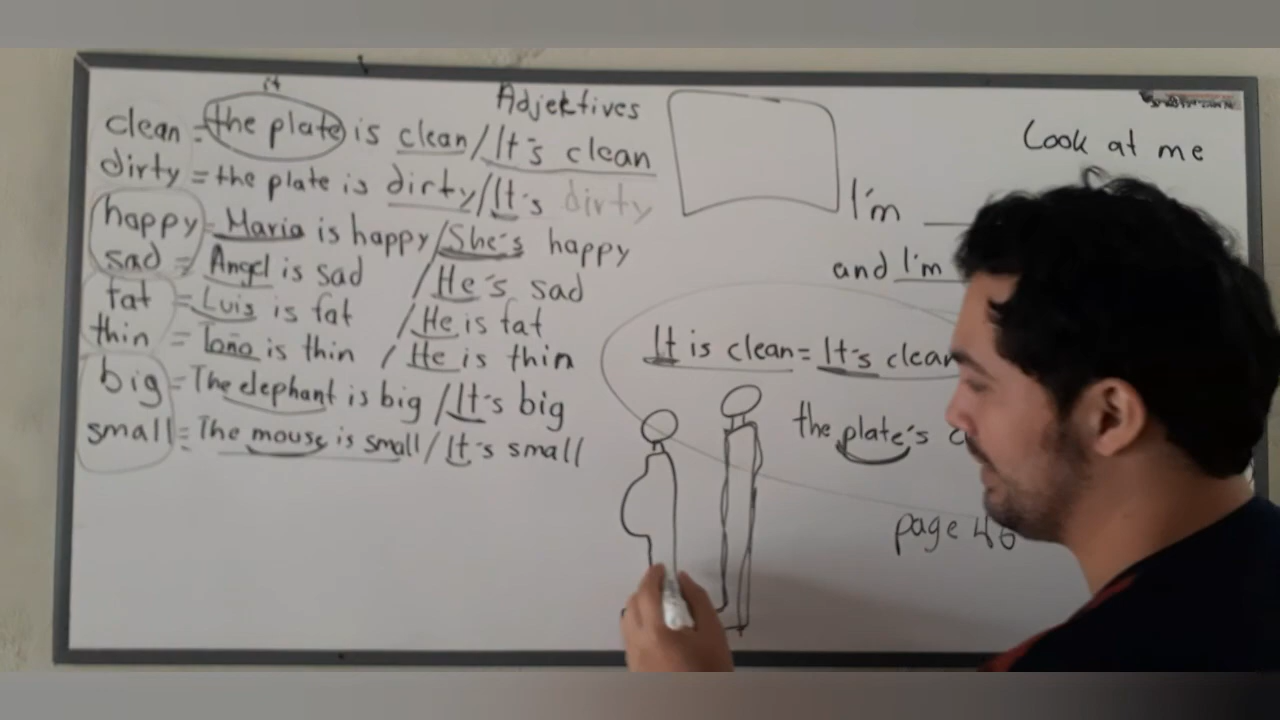 it
Adjektives
clean = the plate is clean/It's clean
dirty = the plate is dirty/It's dirty
happy = Maria is happy/She's happy
sad = Angel is sad / He's sad
fat = Luis is fat / He is fat
thin = Toño is thin / He is thin
big = The elephant is big / It's big
small = The mouse is small / It's small
Look at me
I'm
and I'm
It is clean = It's clean
the plate's
page 46